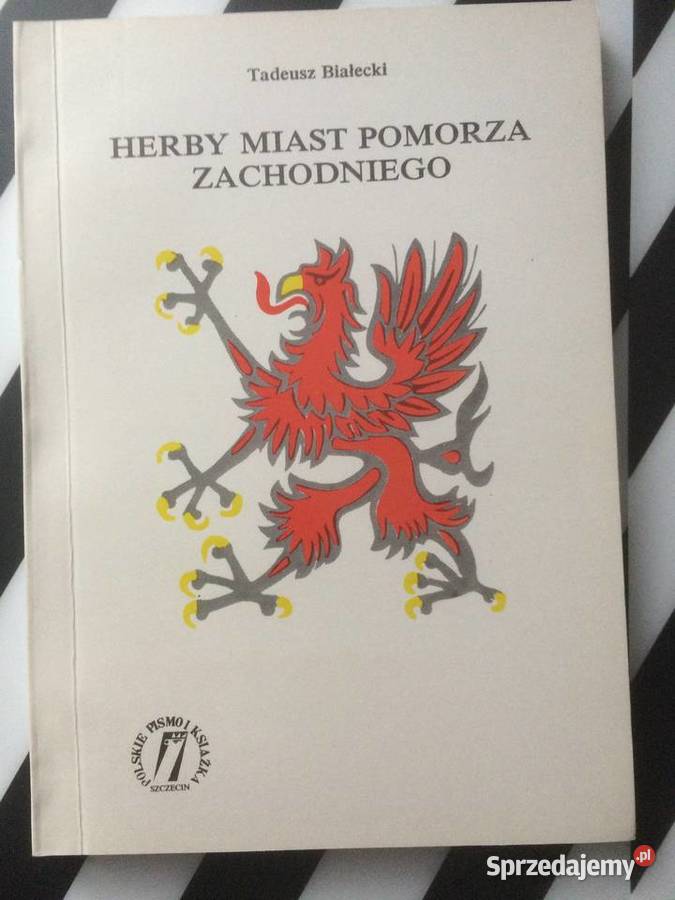 Tadeusz Białecki
HERBY MIAST POMORZA
ZACHODNIEGO
POLSKIE PISMO I KSIĄŻKA
SZCZECIN
Sprzedajemy.pl